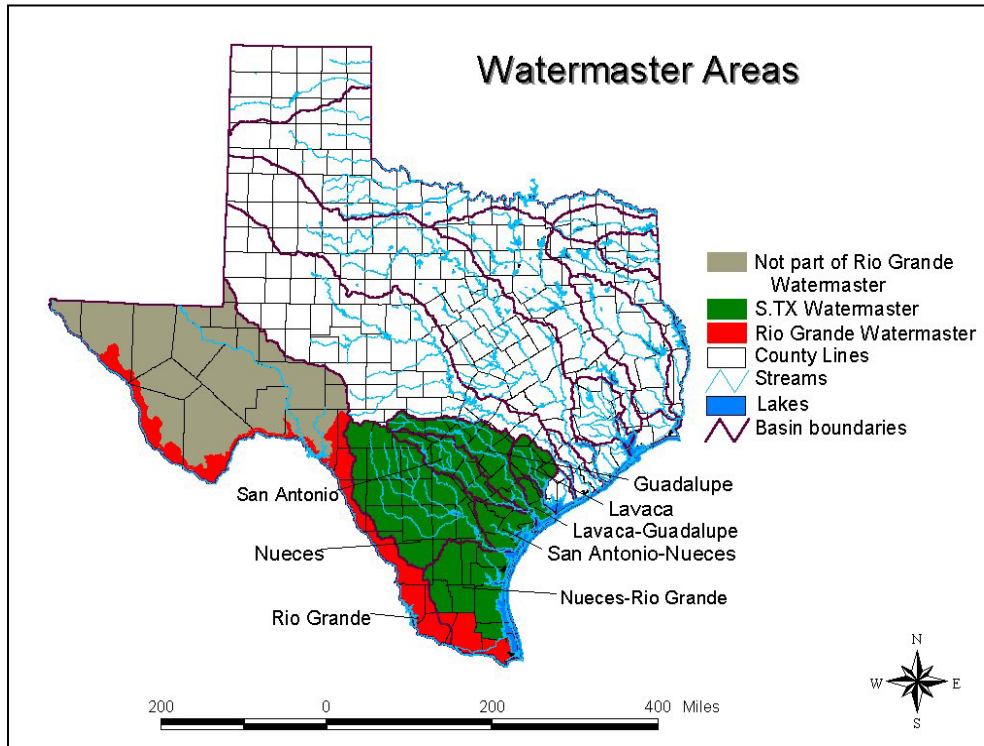 Watermaster Areas
Not part of Rio Grande
Watermaster
S.TX Watermaster
Rio Grande Watermaster
County Lines
Streams
Lakes
Basin boundaries
San Antonio
Guadalupe
Lavaca
Lavaca-Guadalupe
San Antonio-Nueces
Nueces
Nueces-Rio Grande
Rio Grande
N
W E
S
200 0 200 400 Miles